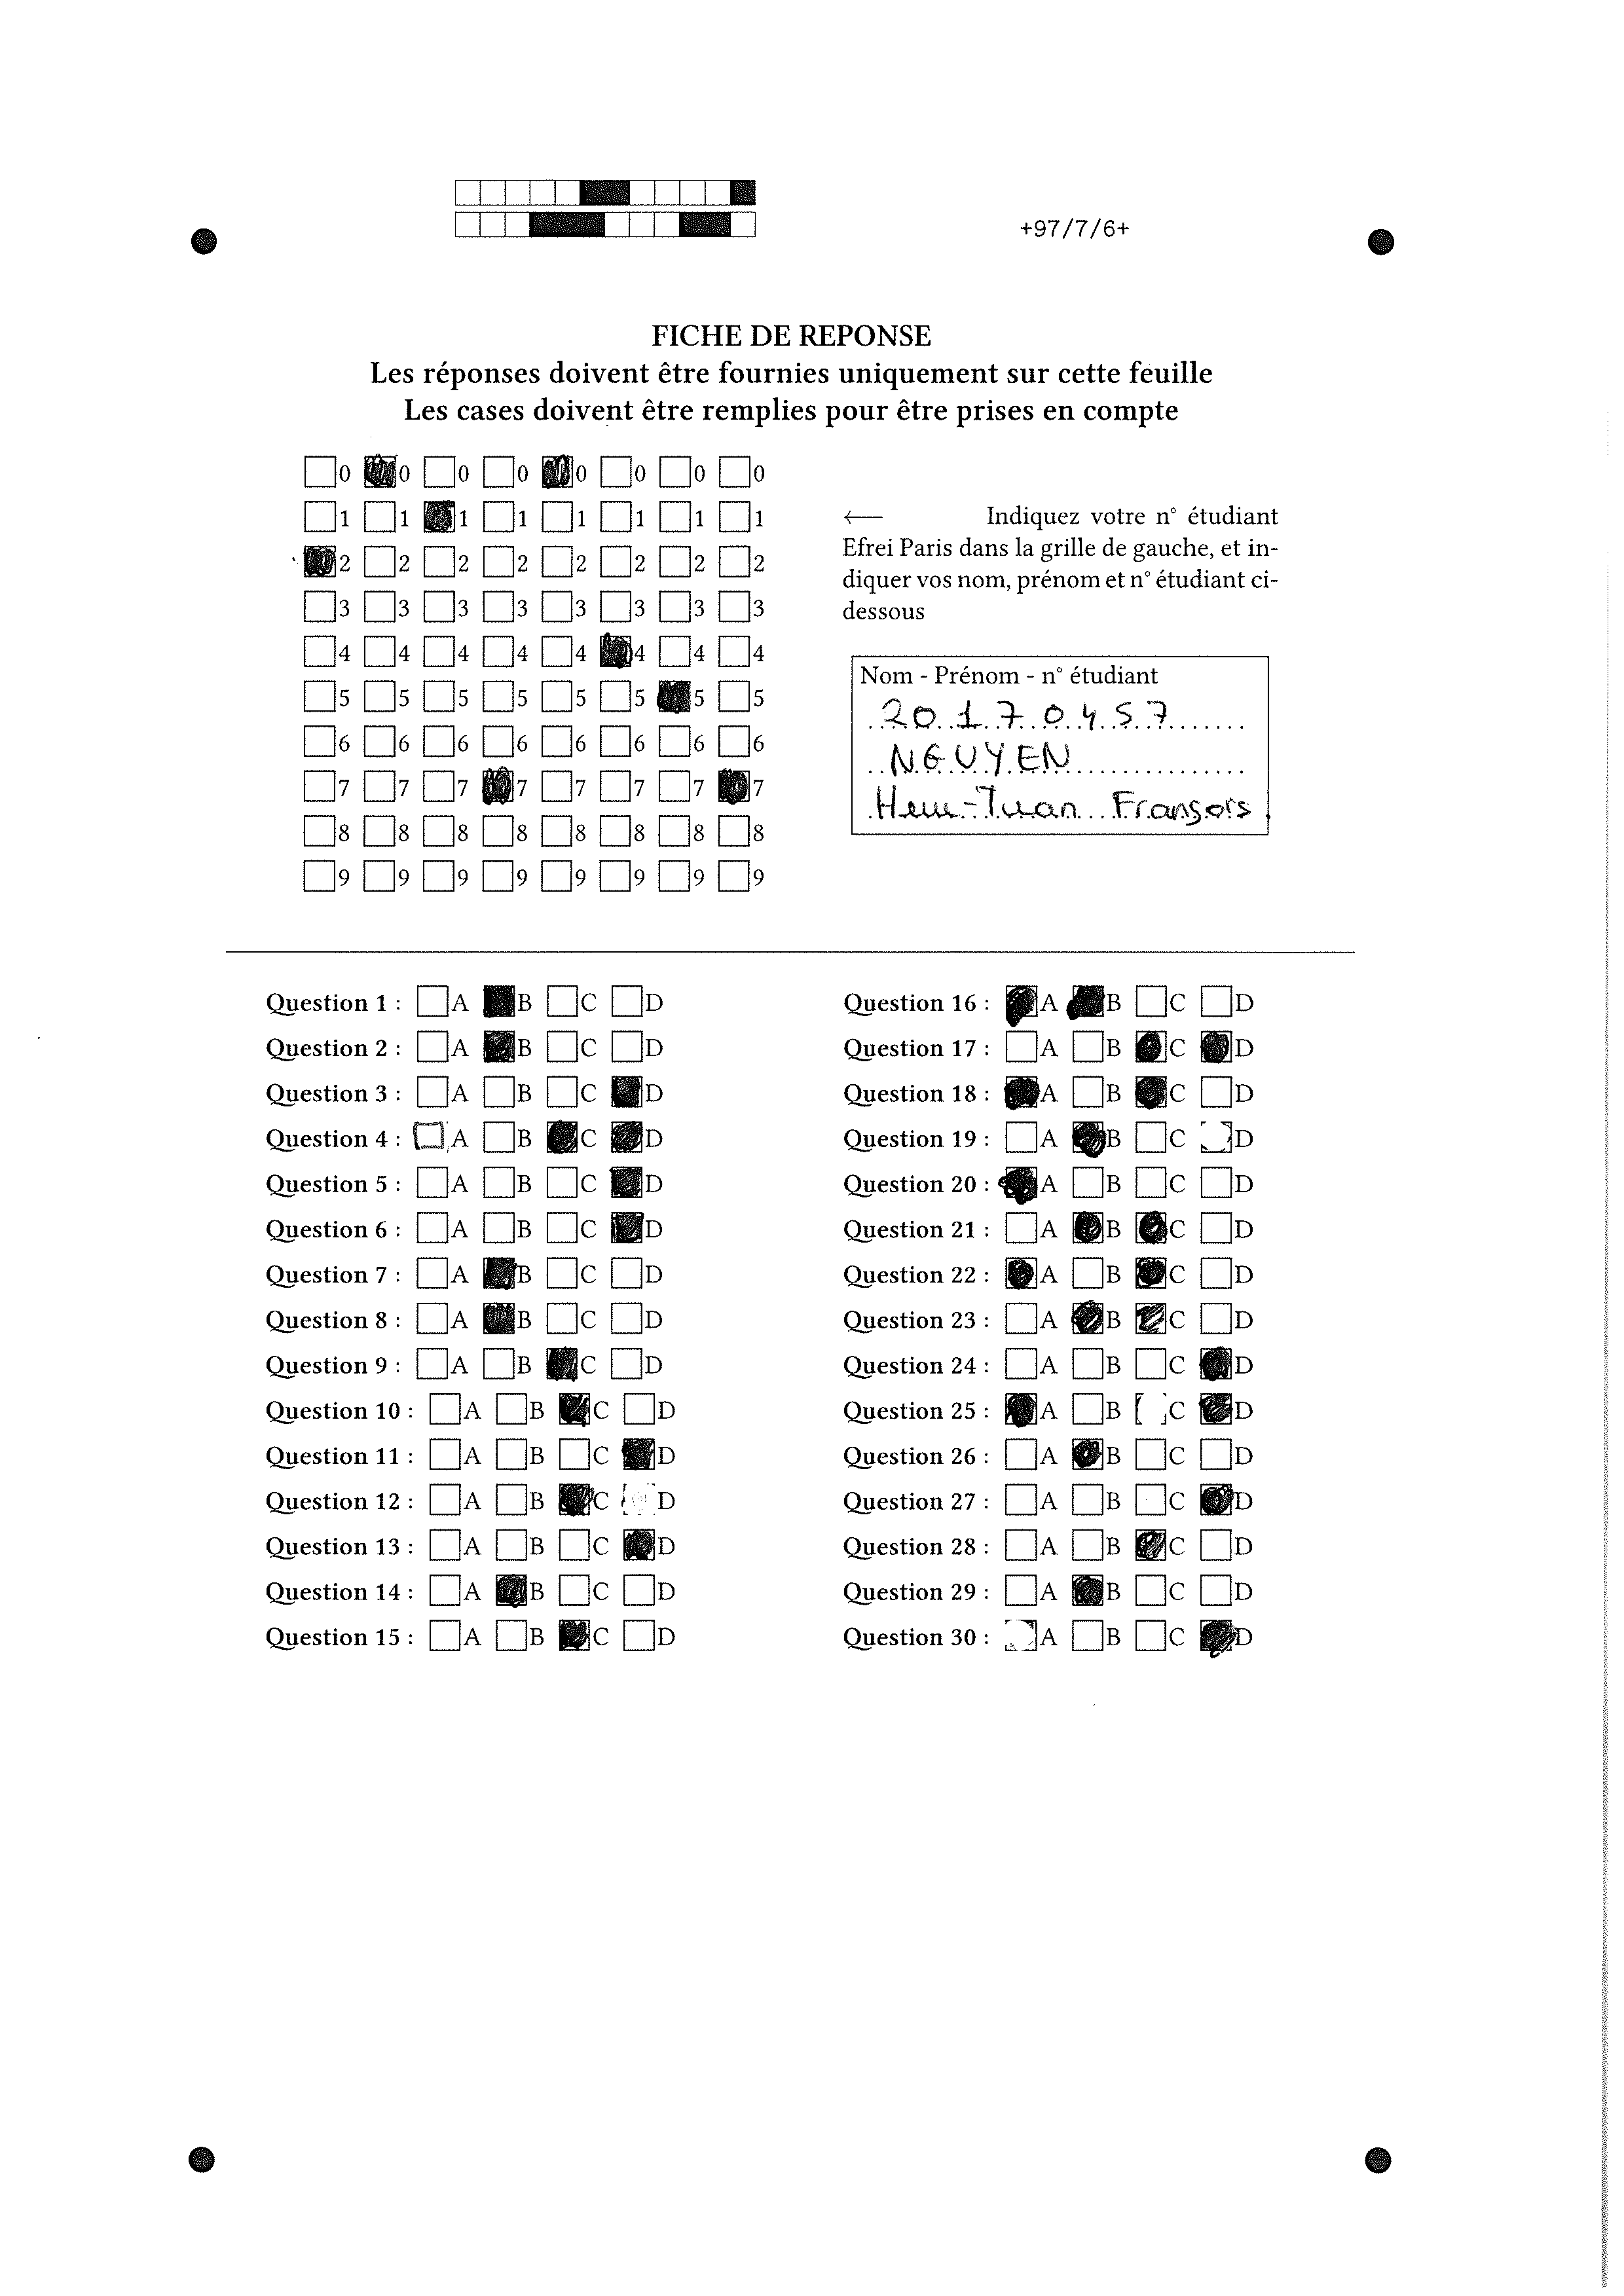 +97/7/6+
FICHE DE REPONSE
Les réponses doivent être fournies uniquement sur cette feuille
Les cases doivent être remplies pour être prises en compte
0 0 0 0 0 0 0 0
1 1 1 1 1 1 1 1
2 2 2 2 2 2 2 2
3 3 3 3 3 3 3 3
4 4 4 4 4 4 4 4
5 5 5 5 5 5 5 5
6 6 6 6 6 6 6 6
7 7 7 7 7 7 7 7
8 8 8 8 8 8 8 8
9 9 9 9 9 9 9 9
← Indiquez votre n° étudiant
Efrei Paris dans la grille de gauche, et in-
diquer vos nom, prénom et n° étudiant ci-
dessous
Nom - Prénom - n° étudiant
20170457
NGUYEN
Tuan François
Question 1 : A B C D
Question 2 : A B C D
Question 3 : A B C D
Question 4 : A B C D
Question 5 : A B C D
Question 6 : A B C D
Question 7 : A B C D
Question 8 : A B C D
Question 9 : A B C D
Question 10 : A B C D
Question 11 : A B C D
Question 12 : A B C D
Question 13 : A B C D
Question 14 : A B C D
Question 15 : A B C D
Question 16 : A B C D
Question 17 : A B C D
Question 18 : A B C D
Question 19 : A B C D
Question 20 : A B C D
Question 21 : A B C D
Question 22 : A B C D
Question 23 : A B C D
Question 24 : A B C D
Question 25 : A B C D
Question 26 : A B C D
Question 27 : A B C D
Question 28 : A B C D
Question 29 : A B C D
Question 30 : A B C D